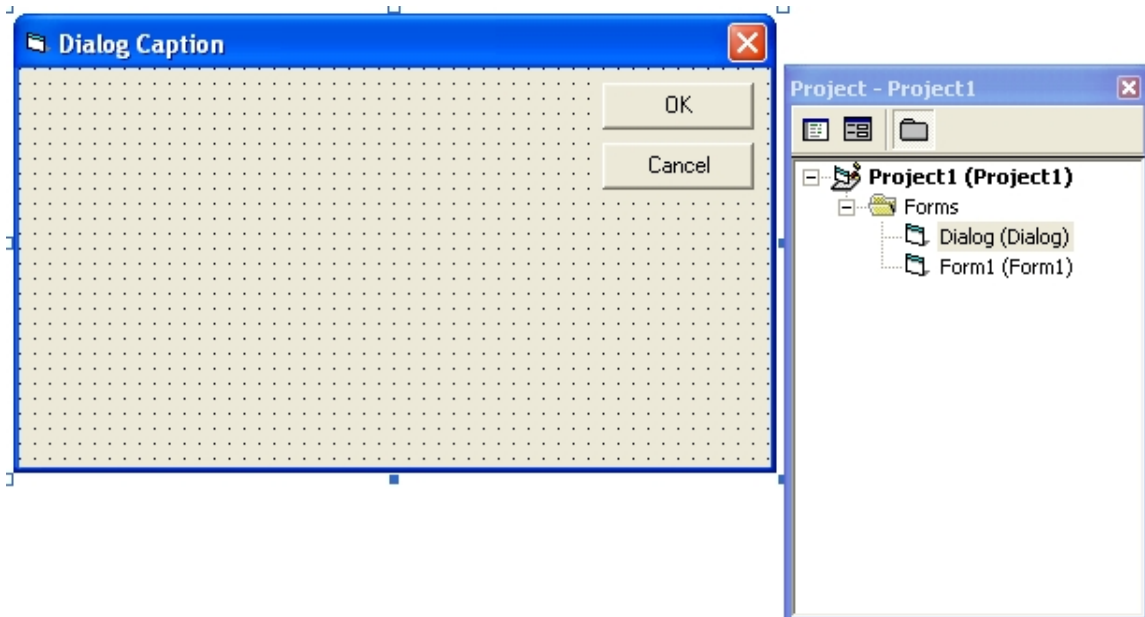 Dialog Caption
OK
Cancel
Project - Project1
Project1 (Project1)
Forms
Dialog (Dialog)
Form1 (Form1)